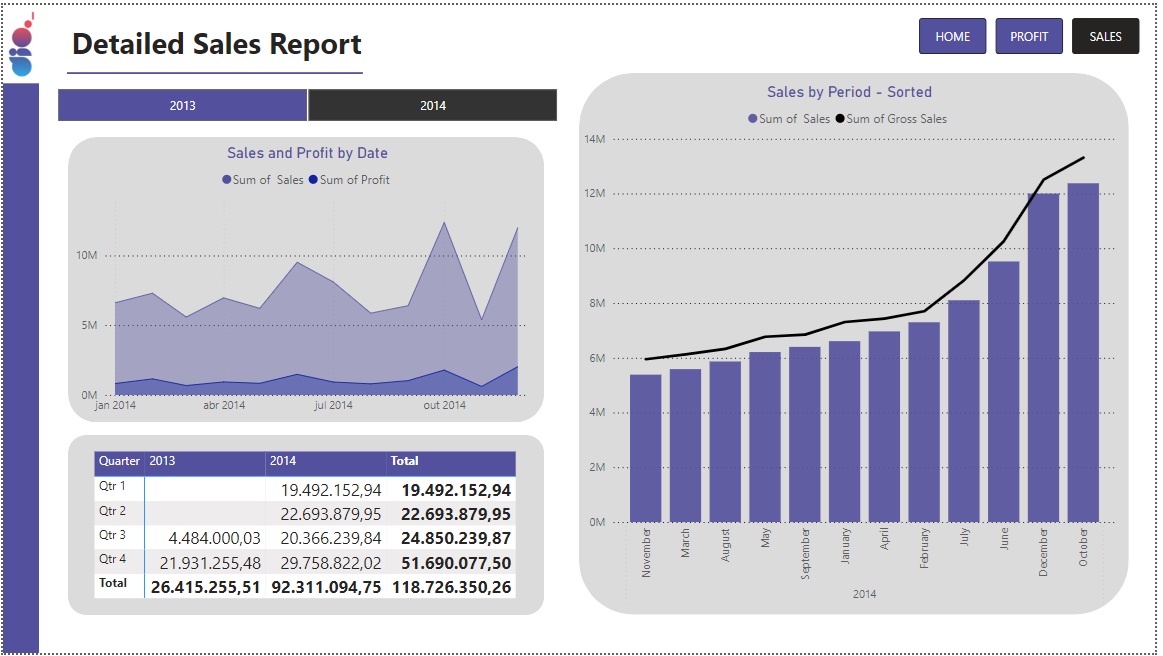 Detailed Sales Report
HOME PROFIT SALES
2013 2014
Sales and Profit by Date
Sum of Sales Sum of Profit
10M
5M
0M
jan 2014 abr 2014 jul 2014 out 2014
Quarter 2013 2014 Total
Qtr 1 19.492.152,94 19.492.152,94
Qtr 2 22.693.879,95 22.693.879,95
Qtr 3 4.484.000,03 20.366.239,84 24.850.239,87
Qtr 4 21.931.255,48 29.758.822,02 51.690.077,50
Total 26.415.255,51 92.311.094,75 118.726.350,26
Sales by Period - Sorted
Sum of Sales Sum of Gross Sales
14M
12M
10M
8M
6M
4M
2M
0M
November March August May September January April February July June December October
2014